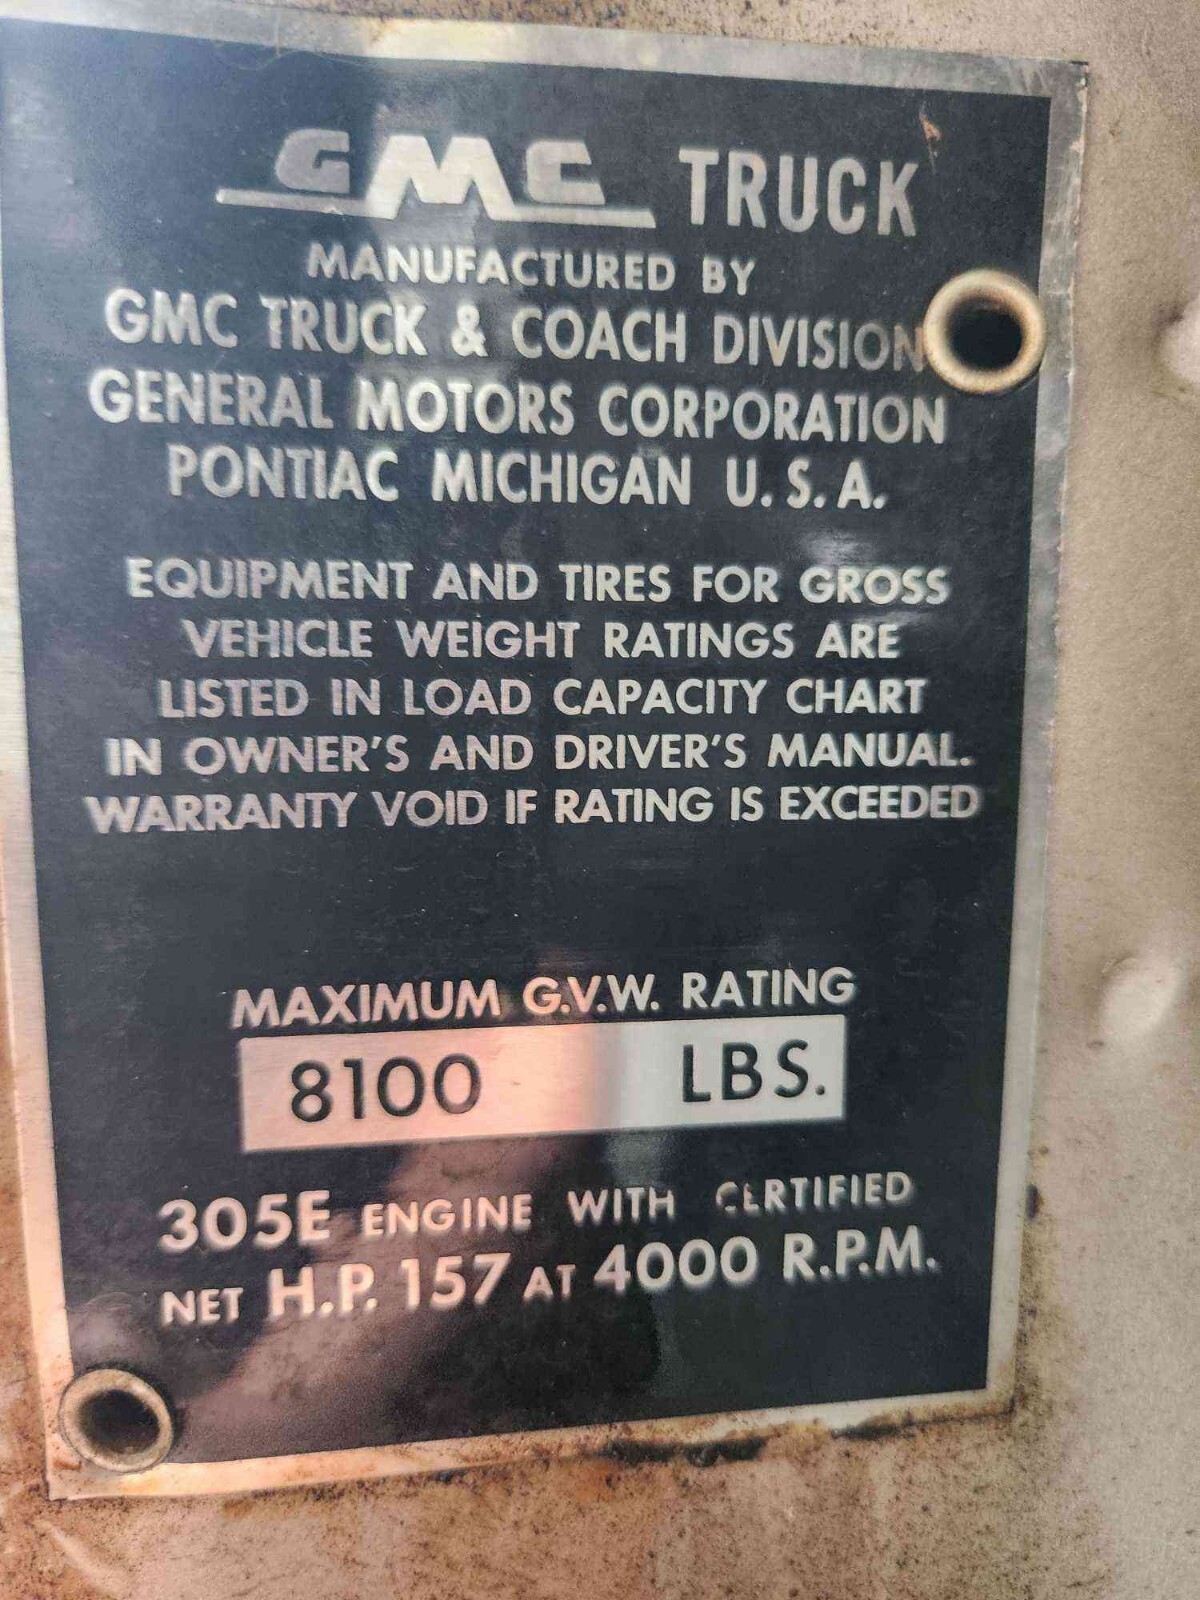 GMC TRUCK
MANUFACTURED BY
GMC TRUCK & COACH DIVISION
GENERAL MOTORS CORPORATION
PONTIAC MICHIGAN U.S.A.
EQUIPMENT AND TIRES FOR GROSS
VEHICLE WEIGHT RATINGS ARE
LISTED IN LOAD CAPACITY CHART
IN OWNER'S AND DRIVER'S MANUAL.
WARRANTY VOID IF RATING IS EXCEEDED
MAXIMUM G.V.W. RATING
8100 LBS.
305E ENGINE WITH CERTIFIED
NET H.P. 157 AT 4000 R.P.M.